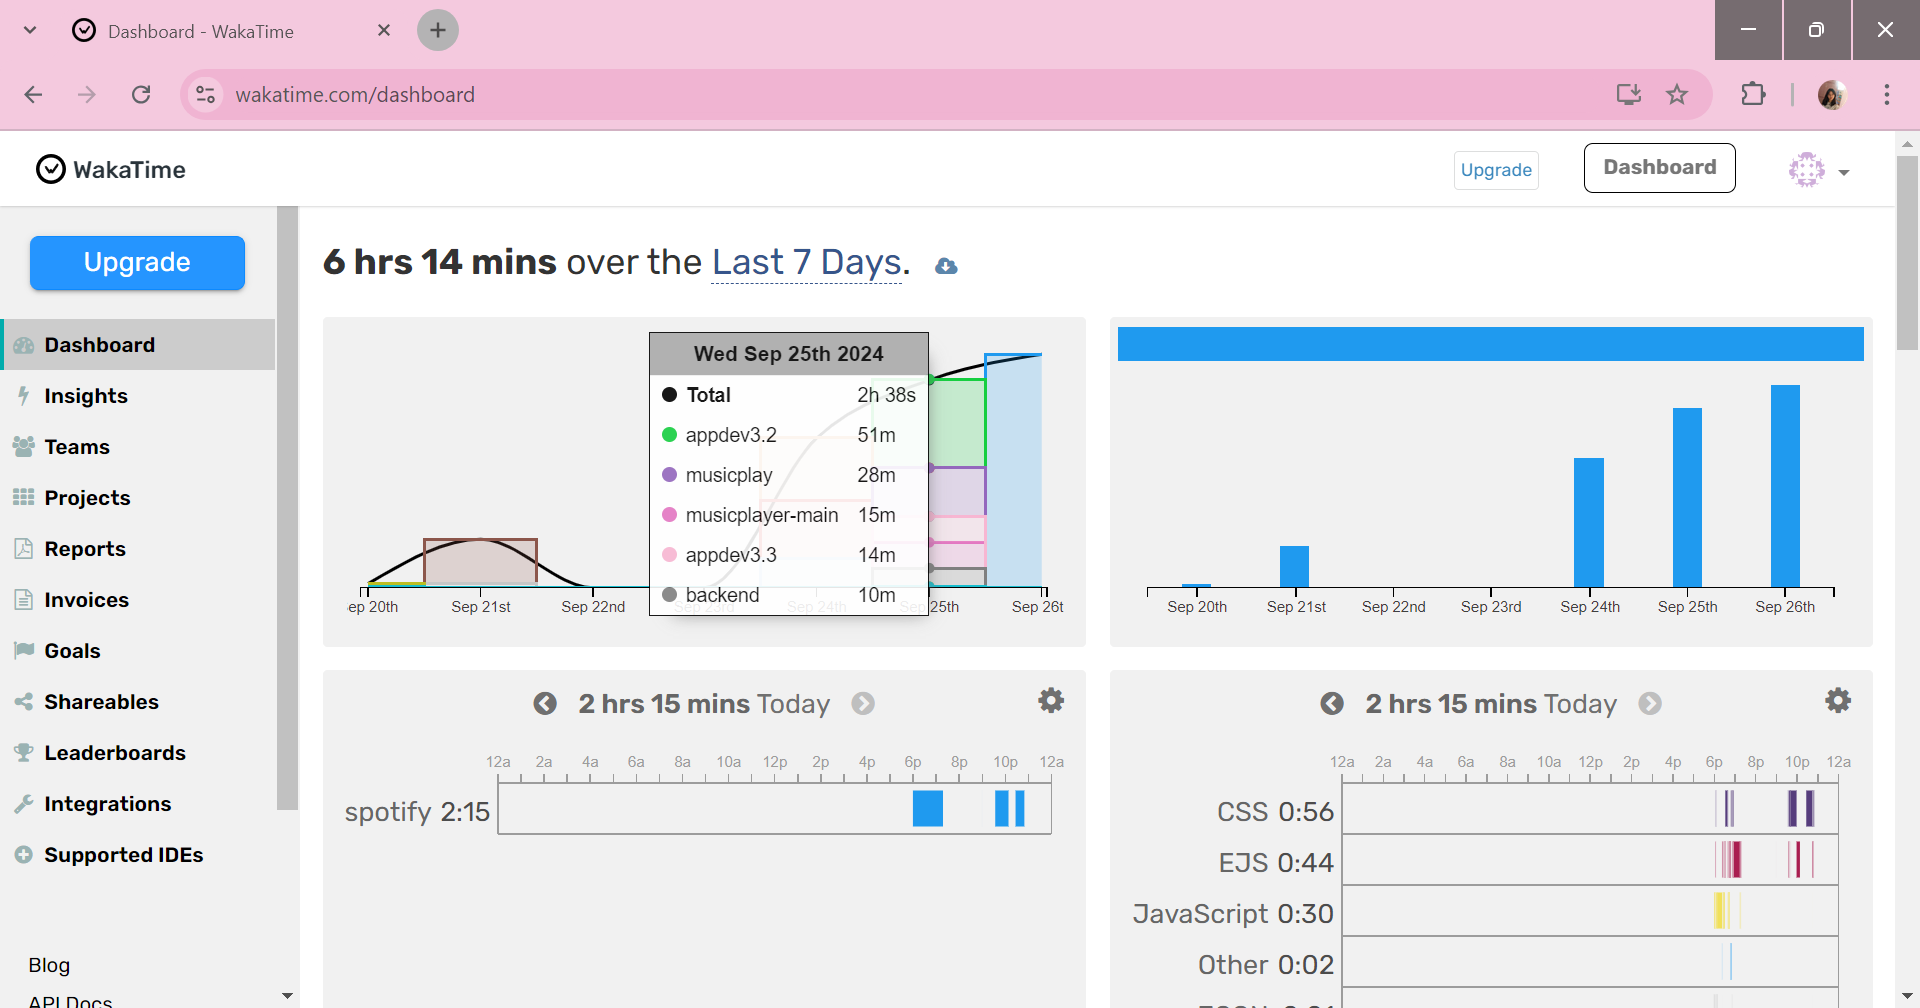 Dashboard - WakaTime
wakatime.com/dashboard
WakaTime
Upgrade
Dashboard
Upgrade
Dashboard
Insights
Teams
Projects
Reports
Invoices
Goals
Shareables
Leaderboards
Integrations
Supported IDEs
Blog
API Docs
6 hrs 14 mins over the Last 7 Days.
Wed Sep 25th 2024
Total 2h 38s
appdev3.2 51m
musicplay 28m
musicplayer-main 15m
appdev3.3 14m
backend 10m
ep 20th Sep 21st Sep 22nd Sep 23rd Sep 24th Sep 25th Sep 26t
Sep 20th Sep 21st Sep 22nd Sep 23rd Sep 24th Sep 25th Sep 26th
2 hrs 15 mins Today
12a 2a 4a 6a 8a 10a 12p 2p 4p 6p 8p 10p 12a
spotify 2:15
2 hrs 15 mins Today
12a 2a 4a 6a 8a 10a 12p 2p 4p 6p 8p 10p 12a
CSS 0:56
EJS 0:44
JavaScript 0:30
Other 0:02